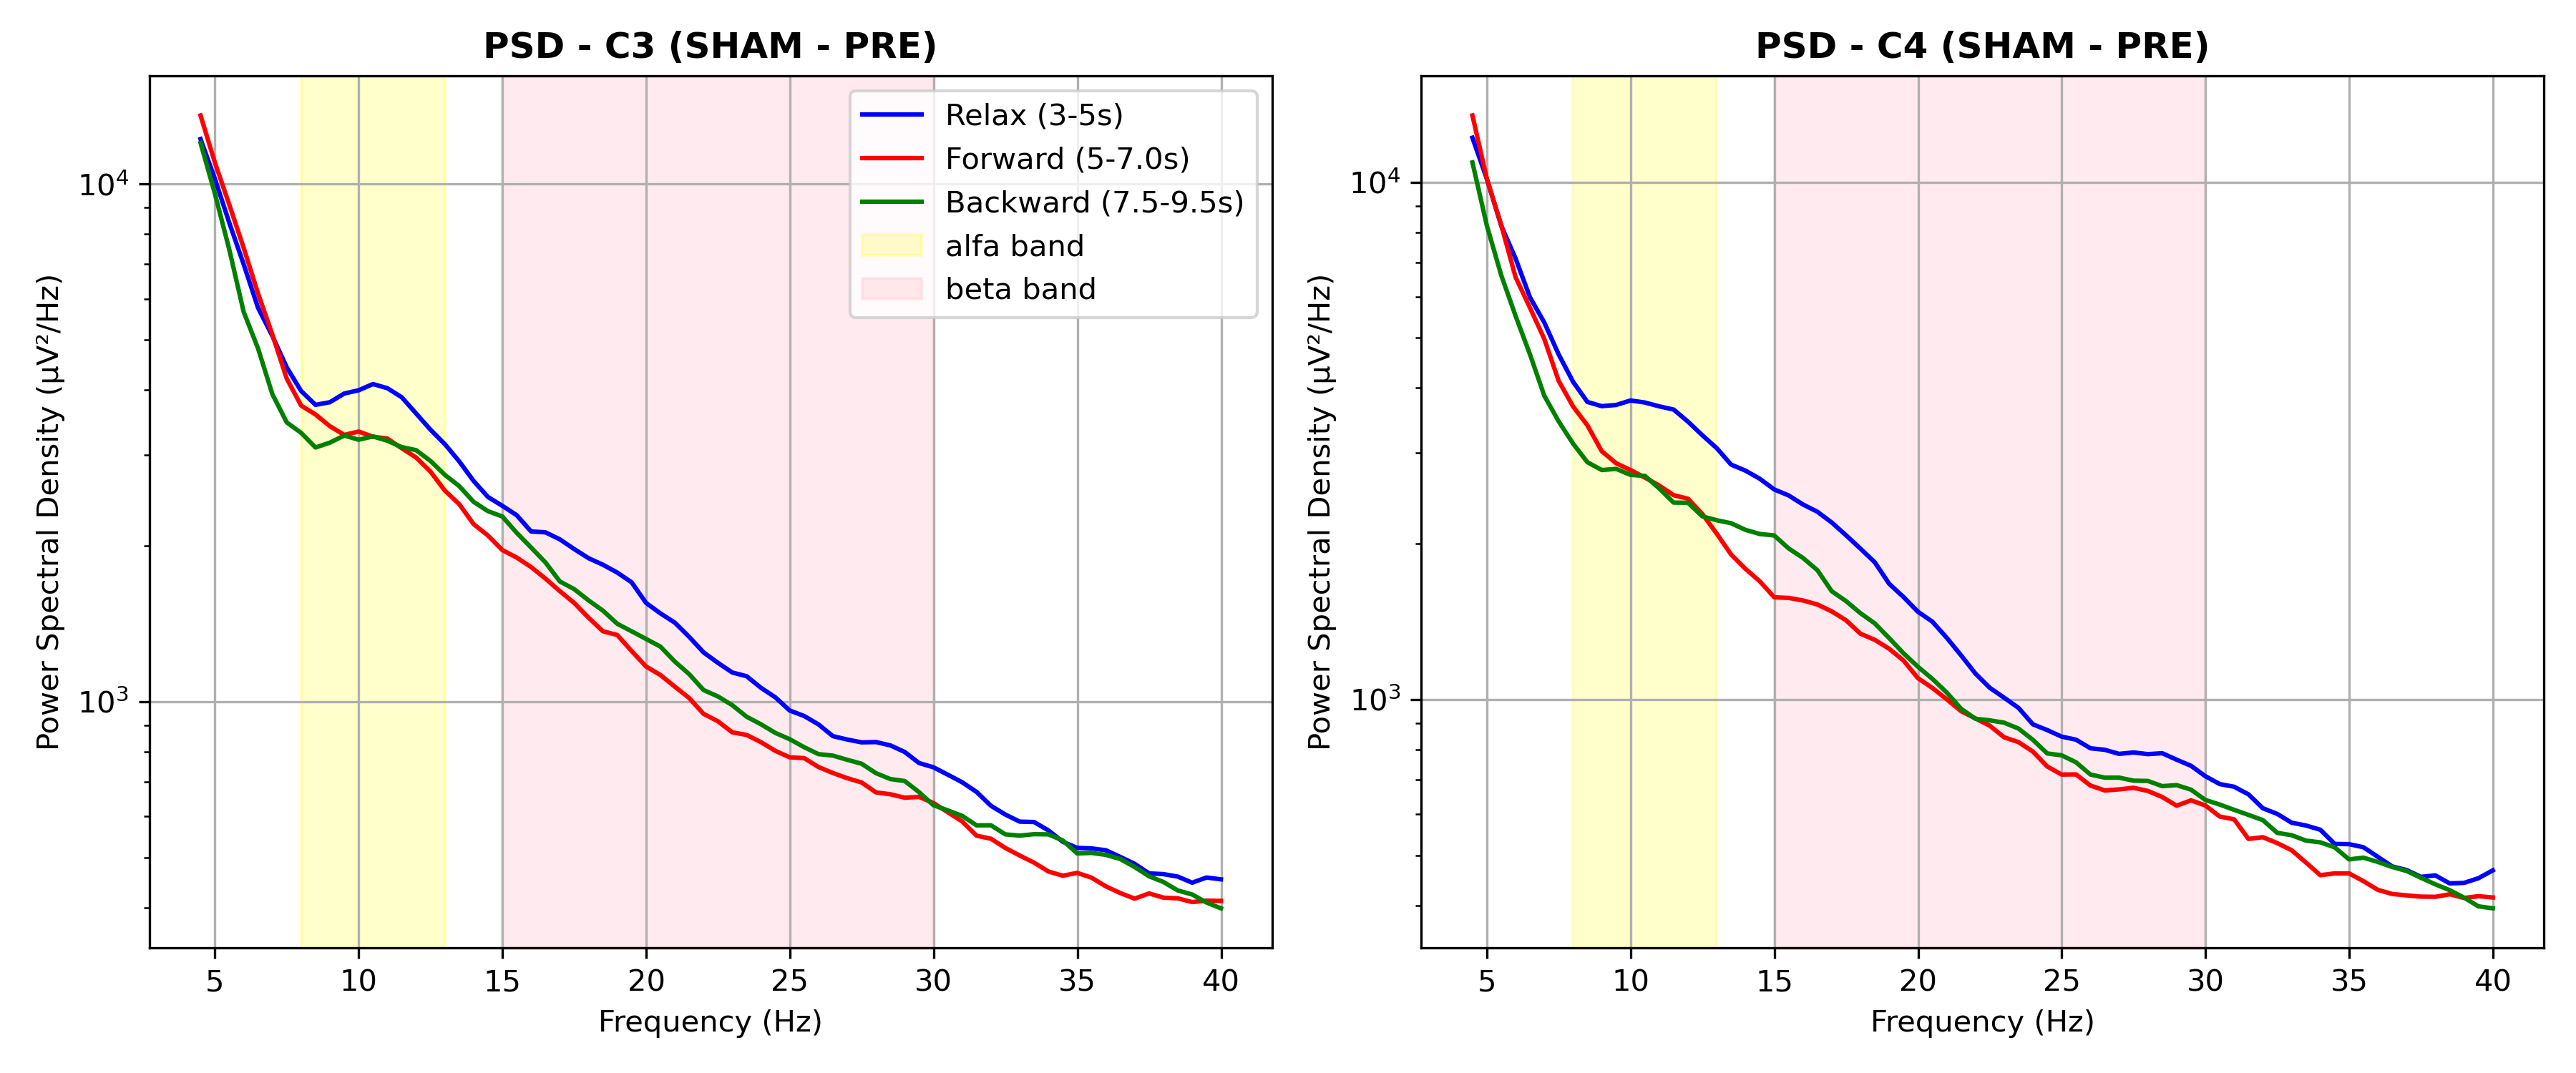 PSD - C3 (SHAM - PRE)
Power Spectral Density (µV²/Hz)
10⁴
10³
5 10 15 20 25 30 35 40
Frequency (Hz)
Relax (3-5s)
Forward (5-7.0s)
Backward (7.5-9.5s)
alfa band
beta band
PSD - C4 (SHAM - PRE)
Power Spectral Density (µV²/Hz)
10⁴
10³
5 10 15 20 25 30 35 40
Frequency (Hz)